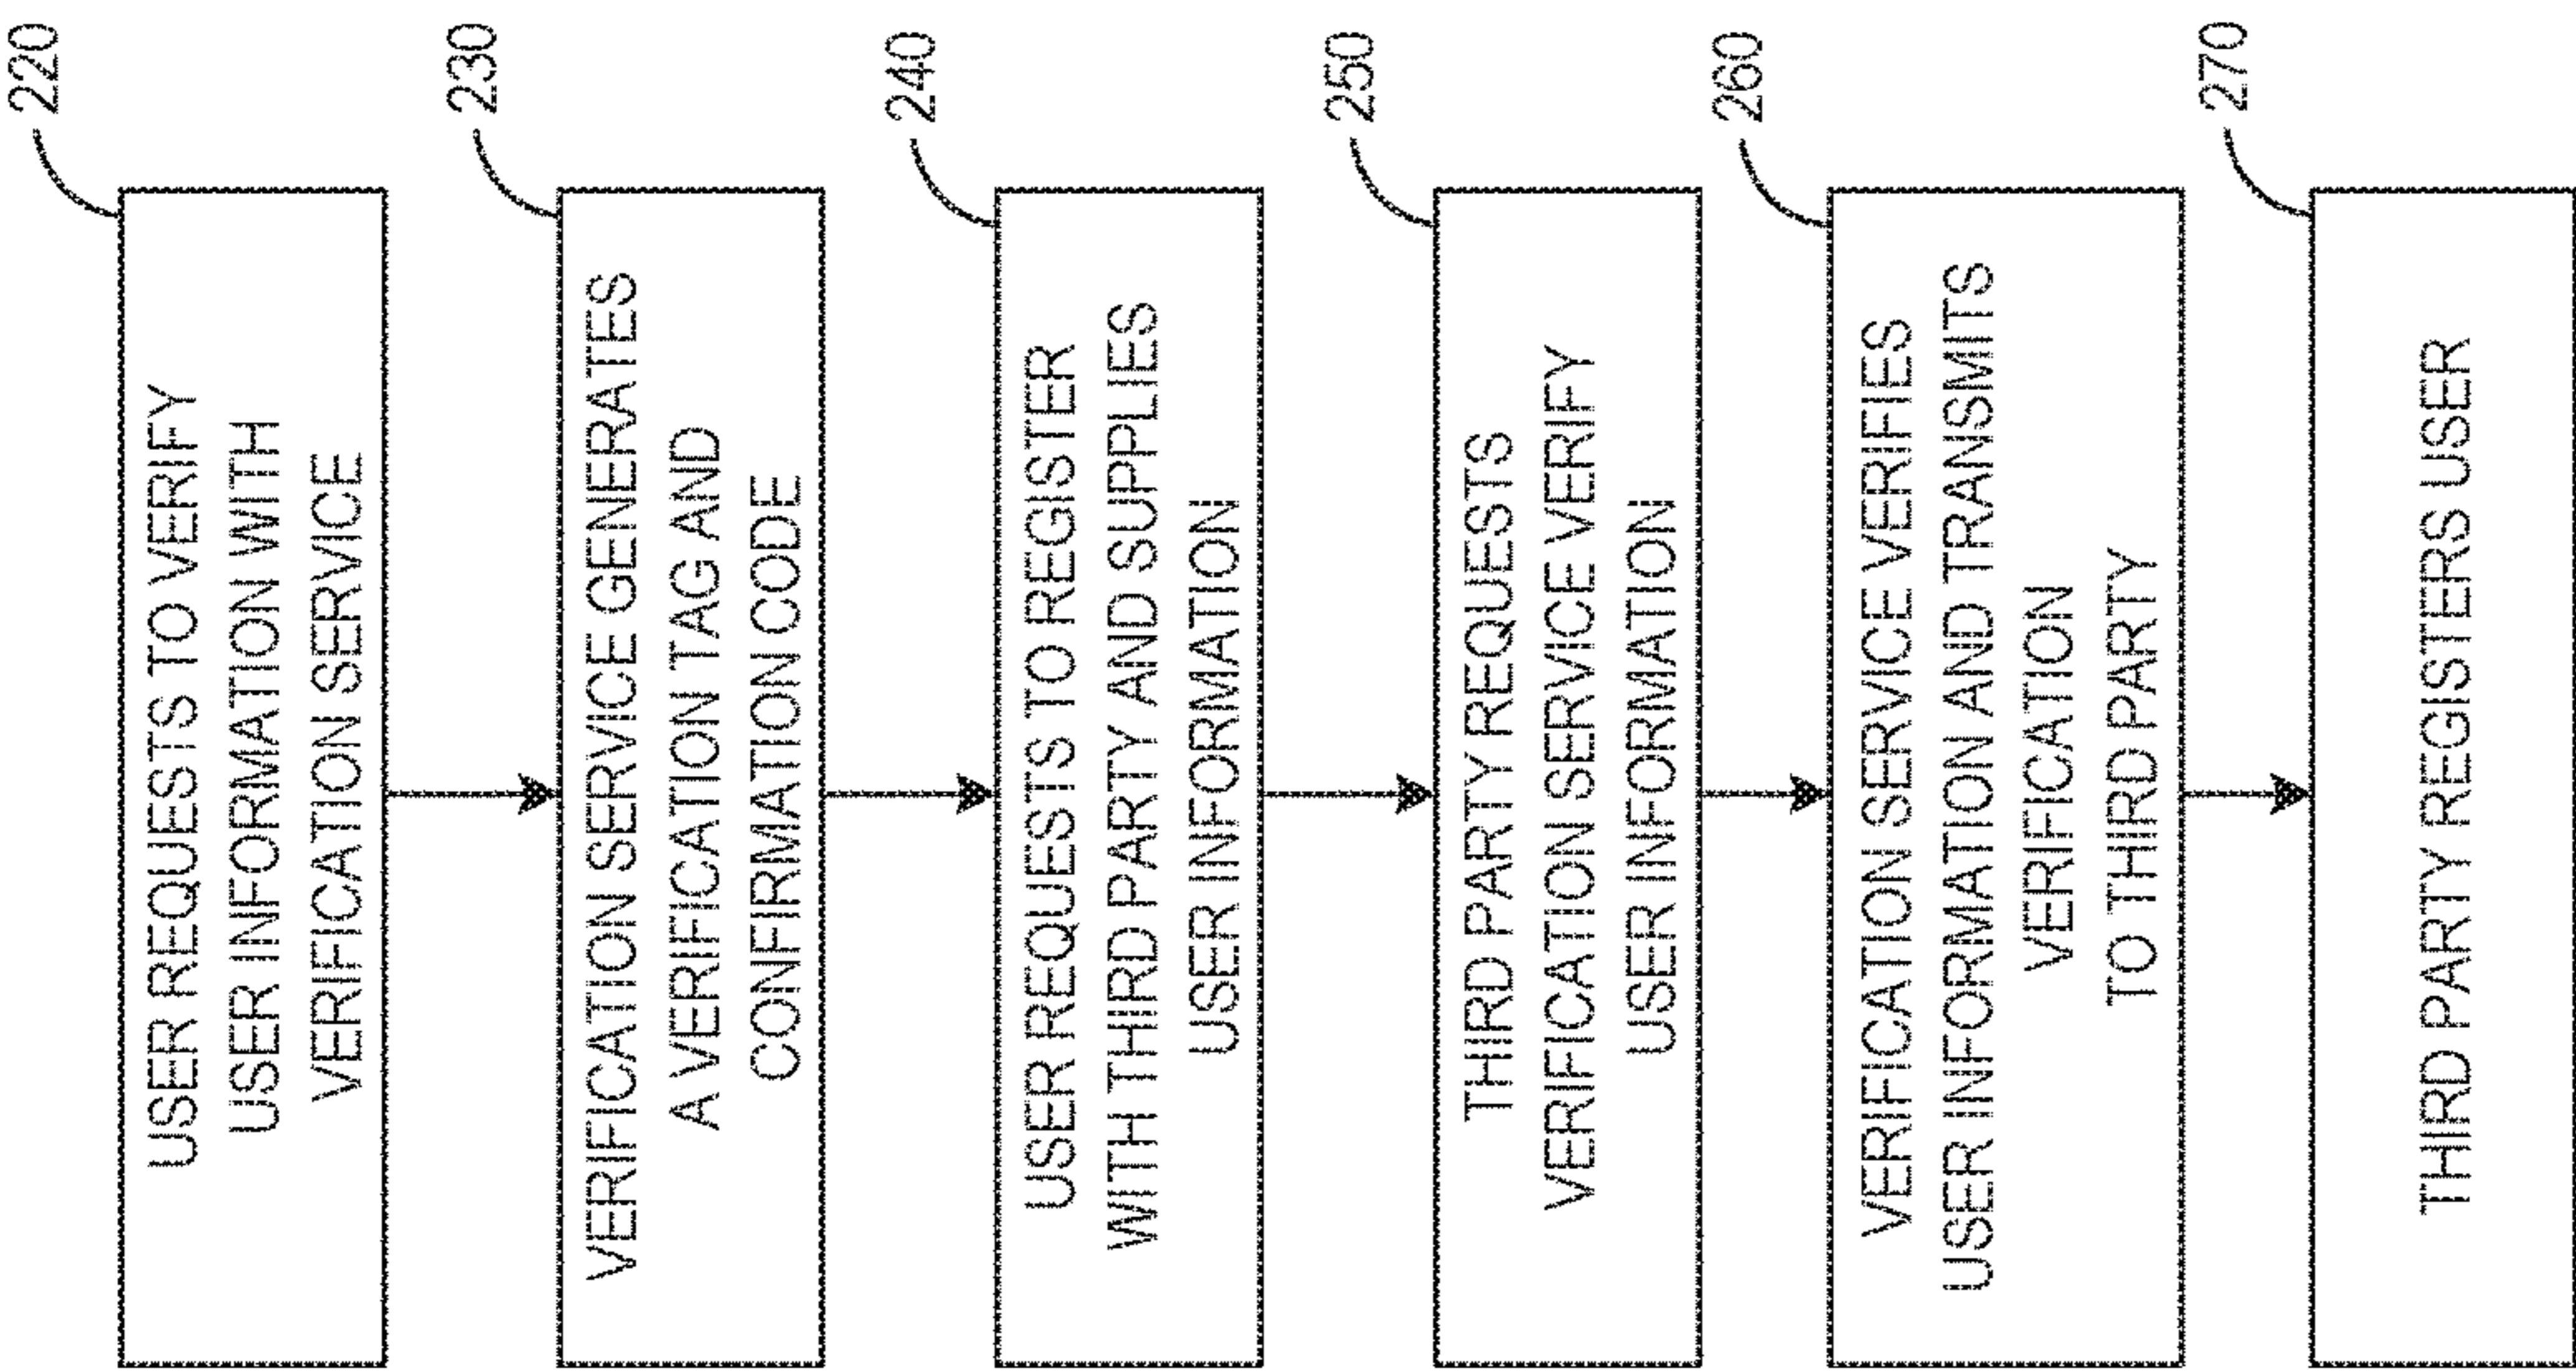 220
USER REQUESTS TO VERIFY
USER INFORMATION WITH
VERIFICATION SERVICE
230
VERIFICATION SERVICE GENERATES
A VERIFICATION TAG AND
CONFIRMATION CODE
240
USER REQUESTS TO REGISTER
WITH THIRD PARTY AND SUPPLIES
USER INFORMATION
250
THIRD PARTY REQUESTS
VERIFICATION SERVICE VERIFY
USER INFORMATION
260
VERIFICATION SERVICE VERIFIES
USER INFORMATION AND TRANSMITS
VERIFICATION
TO THIRD PARTY
270
THIRD PARTY REGISTERS USER